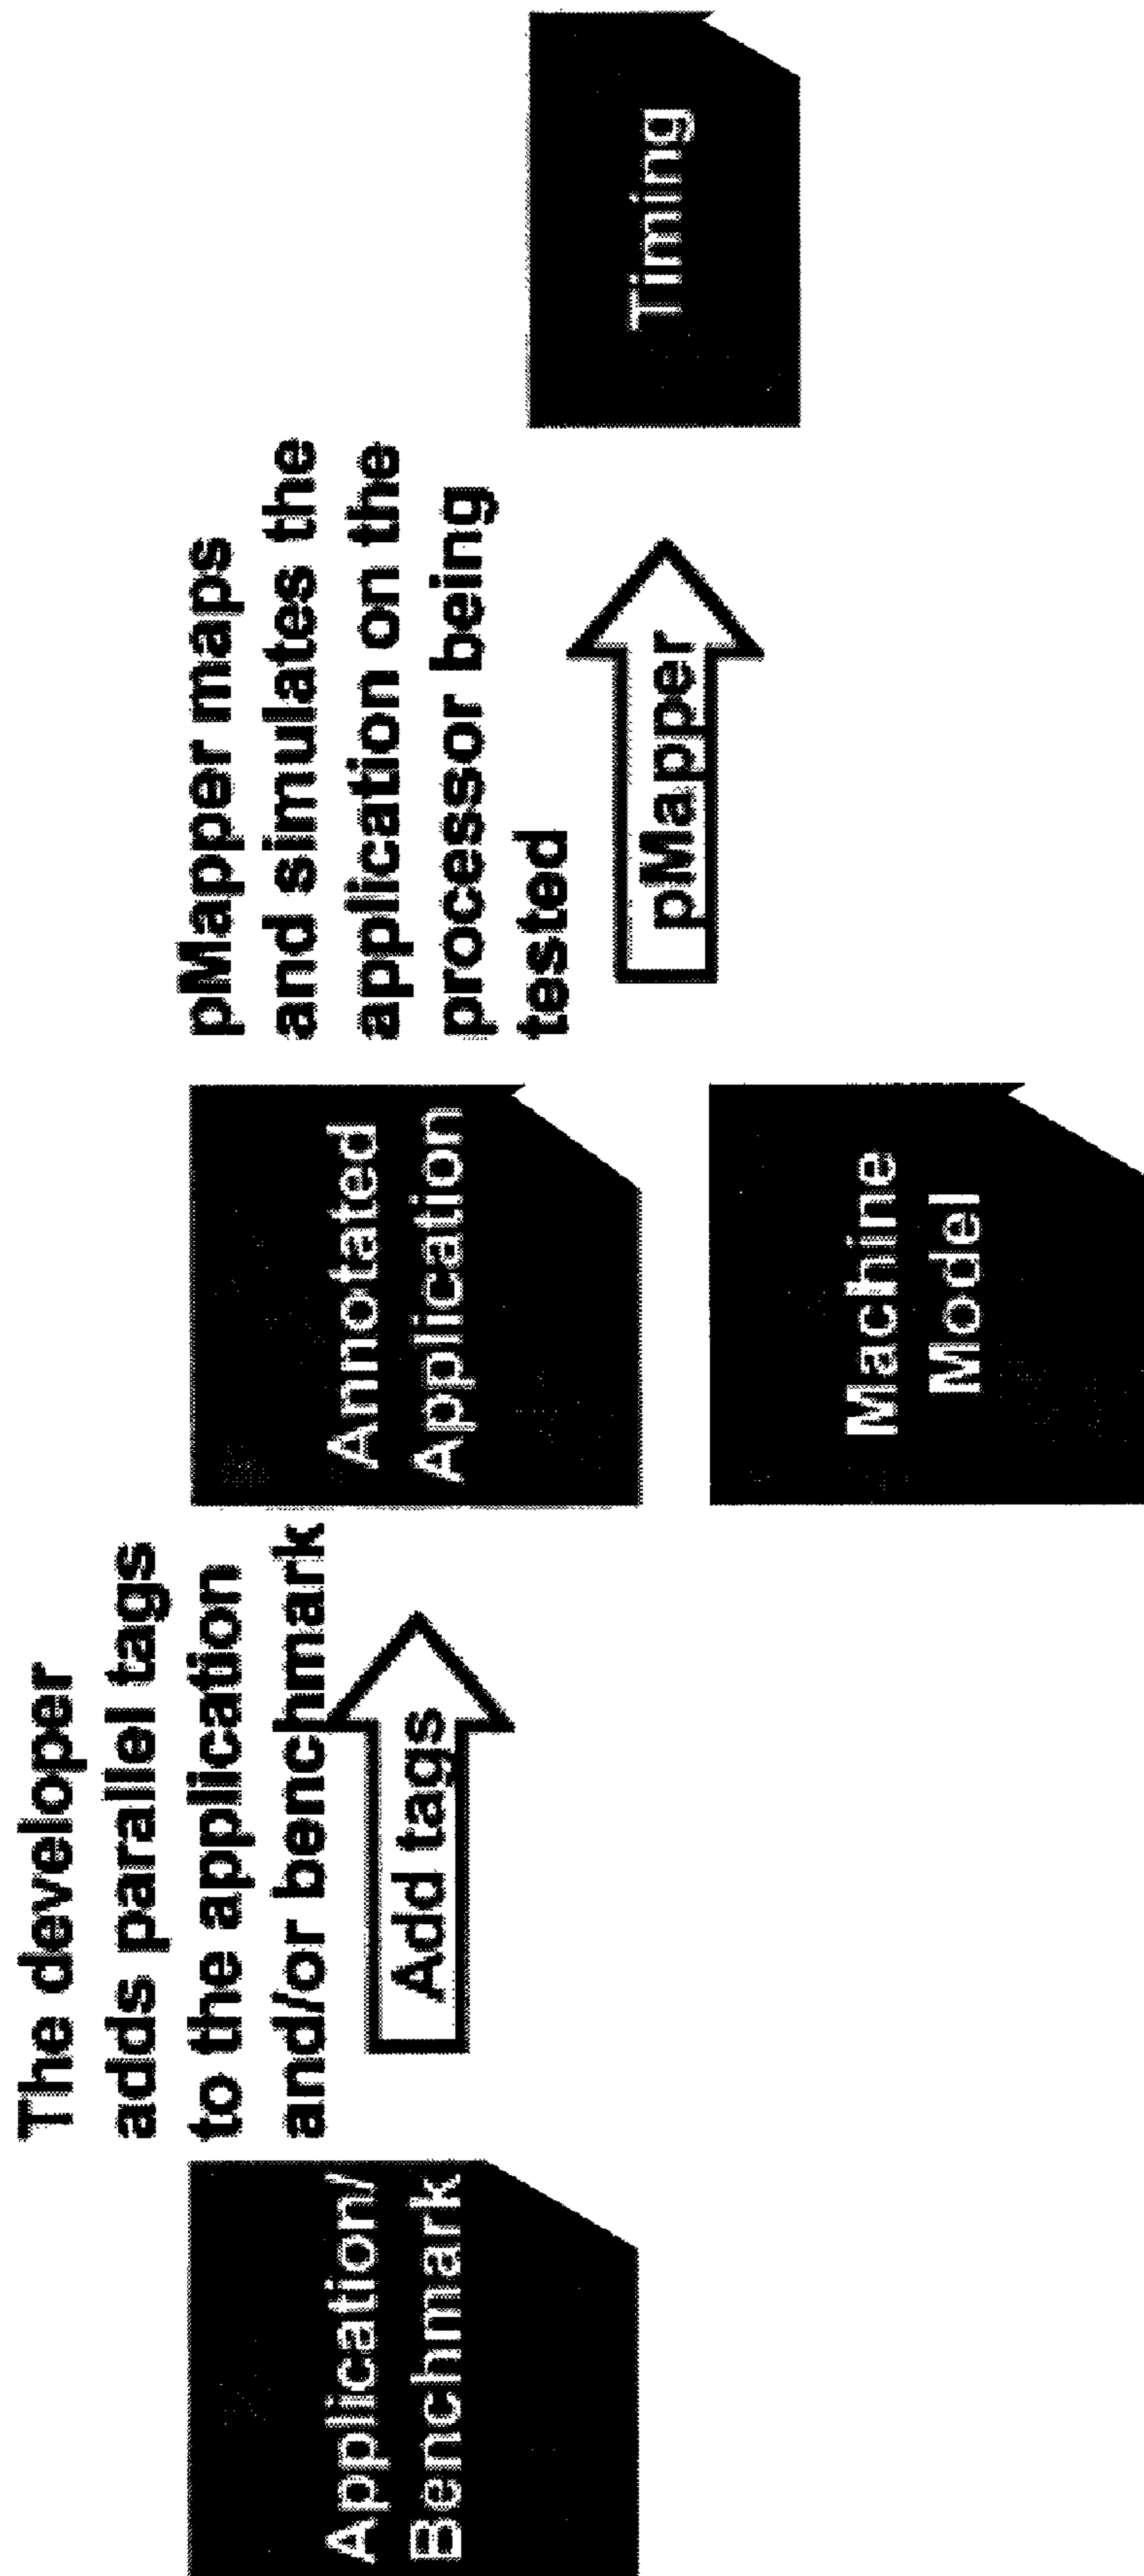 Application/
Benchmark
The developer
adds parallel tags
to the application
and/or benchmark
Add tags
Annotated
Application
Machine
Model
pMapper maps
and simulates the
application on the
processor being
tested
pMapper
Timing